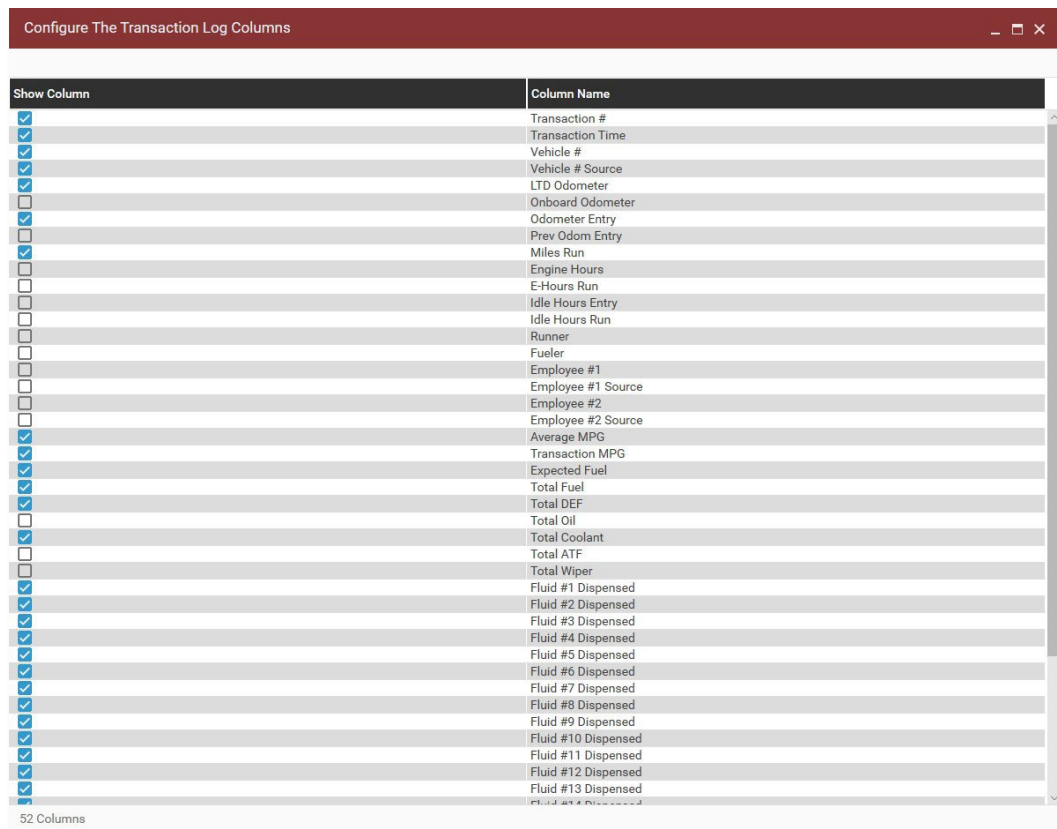 Configure The Transaction Log Columns
Show Column Column Name
Transaction #
Transaction Time
Vehicle #
Vehicle # Source
LTD Odometer
Onboard Odometer
Odometer Entry
Prev Odom Entry
Miles Run
Engine Hours
E-Hours Run
Idle Hours Entry
Idle Hours Run
Runner
Fueler
Employee #1
Employee #1 Source
Employee #2
Employee #2 Source
Average MPG
Transaction MPG
Expected Fuel
Total Fuel
Total DEF
Total Oil
Total Coolant
Total ATF
Total Wiper
Fluid #1 Dispensed
Fluid #2 Dispensed
Fluid #3 Dispensed
Fluid #4 Dispensed
Fluid #5 Dispensed
Fluid #6 Dispensed
Fluid #7 Dispensed
Fluid #8 Dispensed
Fluid #9 Dispensed
Fluid #10 Dispensed
Fluid #11 Dispensed
Fluid #12 Dispensed
Fluid #13 Dispensed
Fluid #14 Dispensed
52 Columns